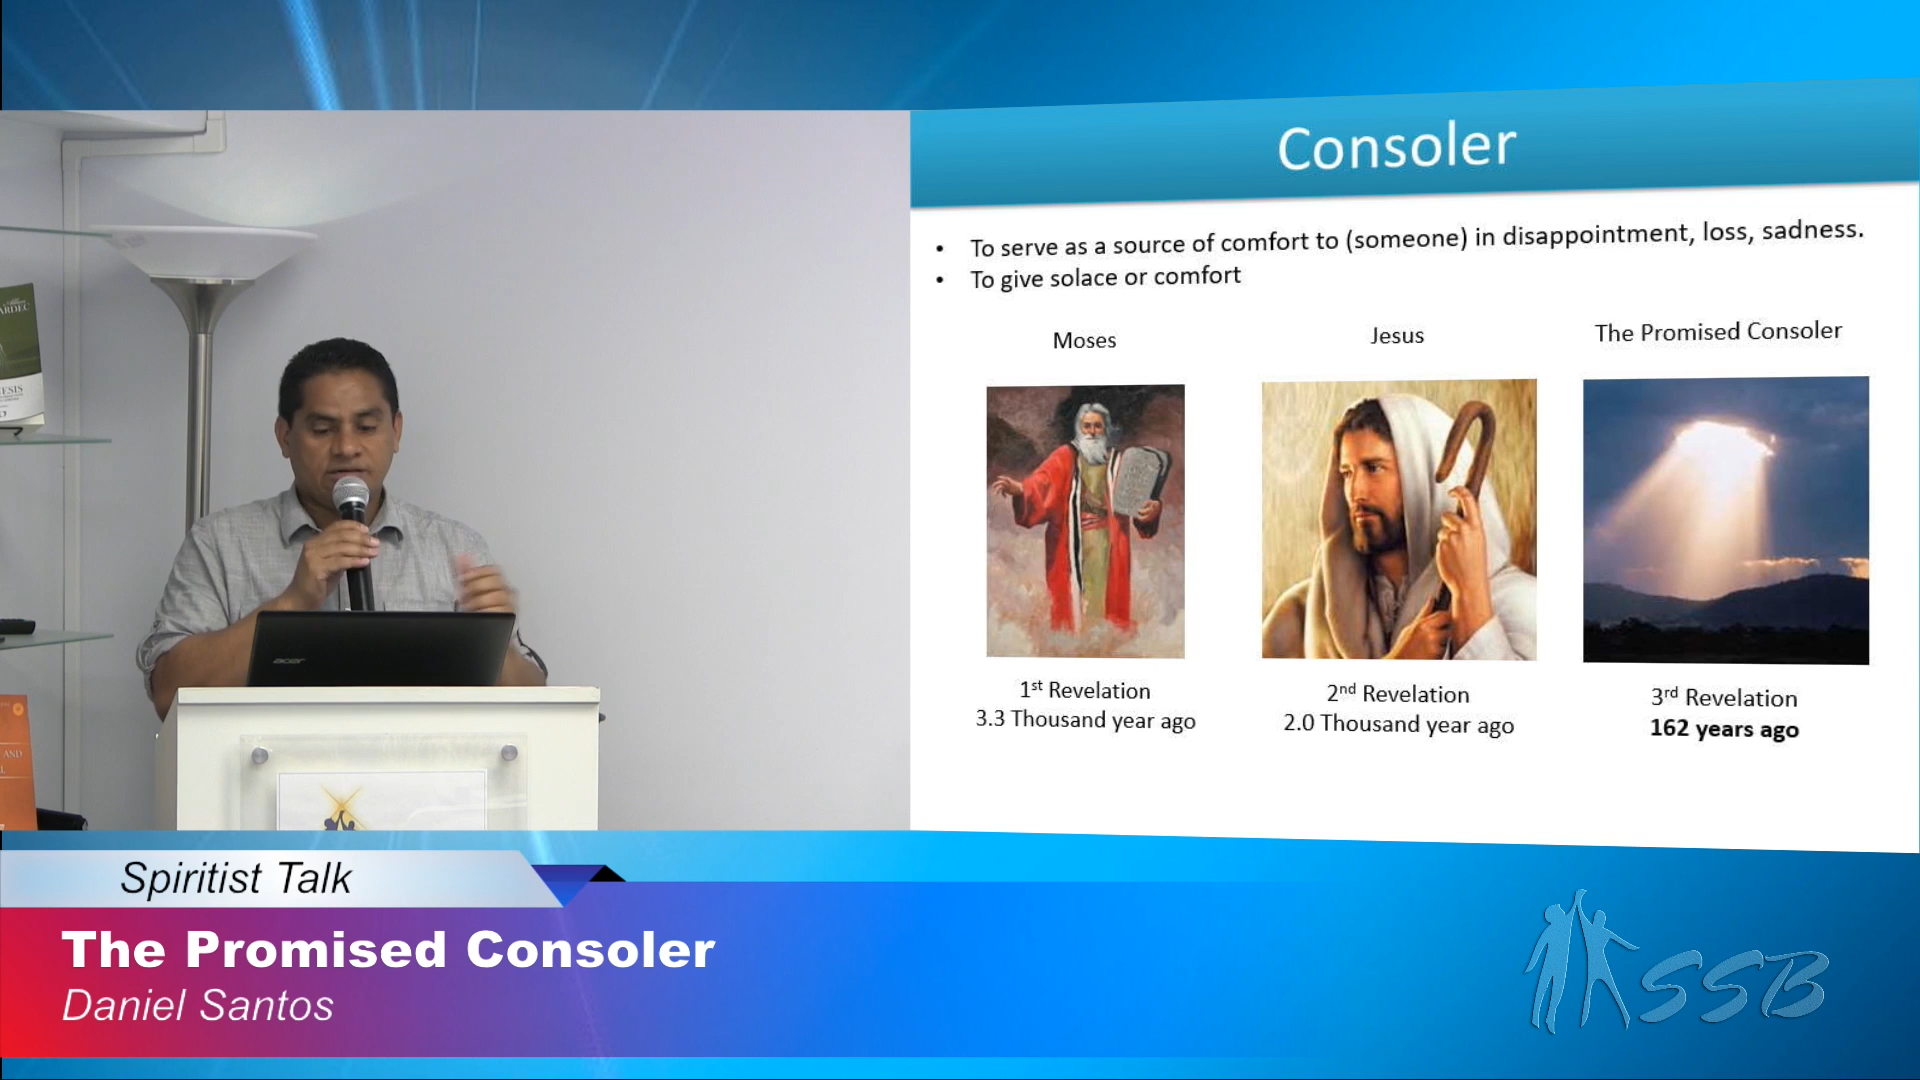 Consoler
• To serve as a source of comfort to (someone) in disappointment, loss, sadness.
• To give solace or comfort
Moses
Jesus
The Promised Consoler
1st Revelation
3.3 Thousand year ago
2nd Revelation
2.0 Thousand year ago
3rd Revelation
162 years ago
acer
AND
Spiritist Talk
The Promised Consoler
Daniel Santos
SSB